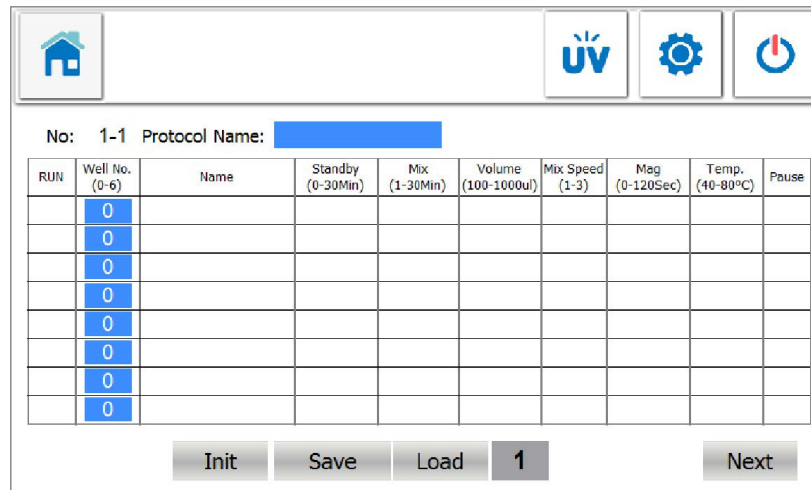 UV
No: 1-1 Protocol Name:
RUN Well No. (0-6) Name Standby (0-30Min) Mix (1-30Min) Volume (100-1000ul) Mix Speed (1-3) Mag (0-120Sec) Temp. (40-80ºC) Pause
0
0
0
0
0
0
0
0
Init Save Load 1 Next